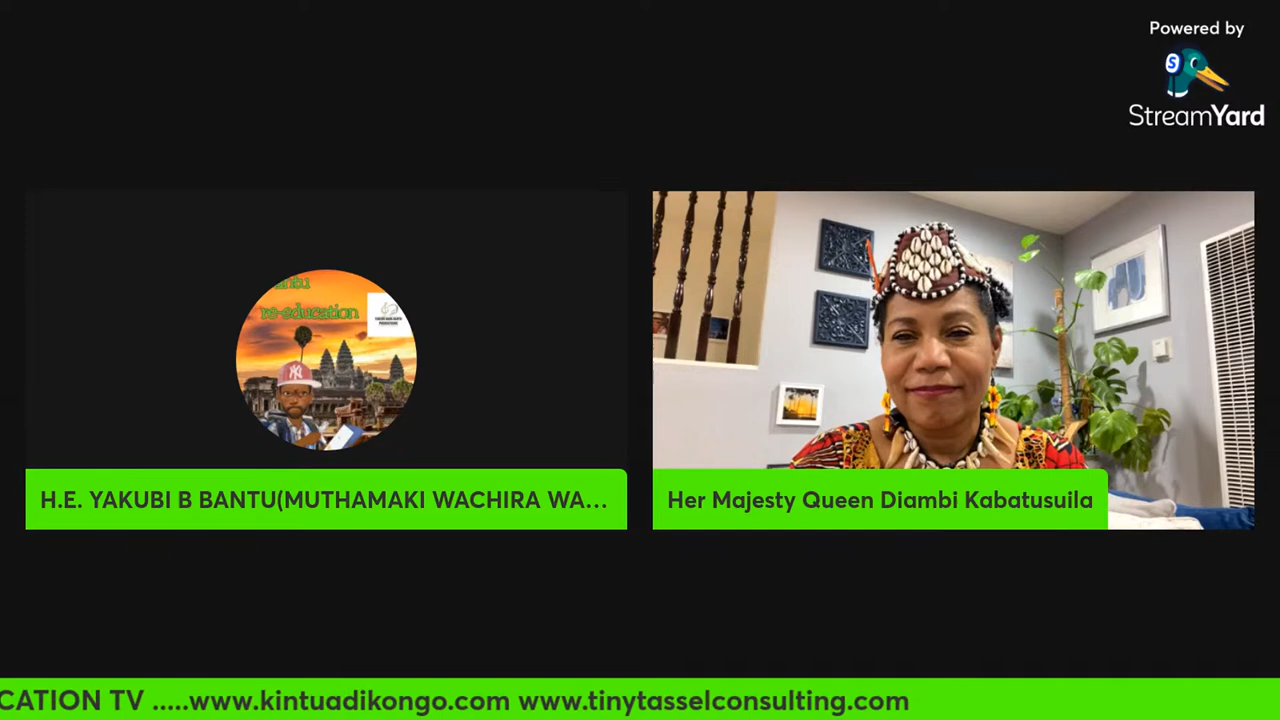 Powered by
S
StreamYard
re-education
NY
H.E. YAKUBI B BANTU(MUTHAMAKI WACHIRA WA...
Her Majesty Queen Diambi Kabatusuila
CATION TV .....www.kintuadikongo.com www.tinytasselconsulting.com